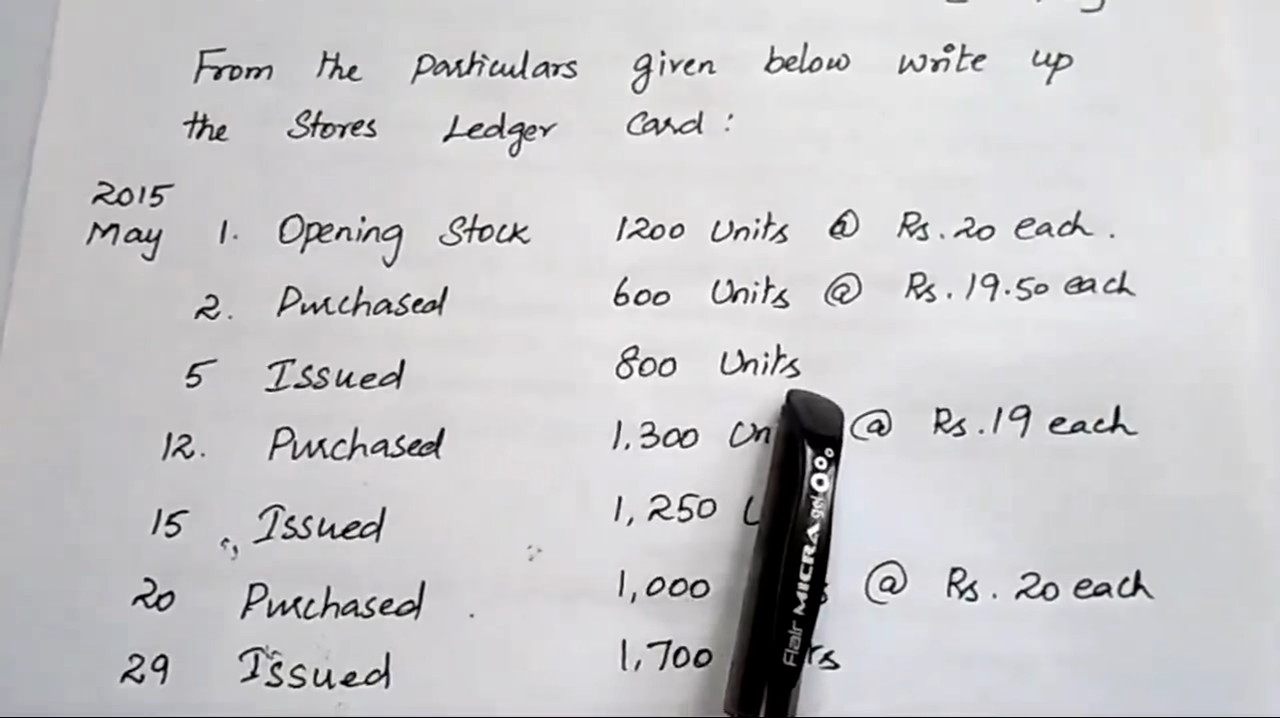 From the particulars given below write up
the Stores Ledger Card:
2015
May 1. Opening Stock 1200 Units @ Rs. 20 each.
2. Purchased 600 Units @ Rs. 19.50 each
5 Issued 800 Units
12. Purchased 1,300 Un @ Rs. 19 each
15 Issued 1,250
20 Purchased 1,000 s @ Rs. 20 each
29 Issued 1,700 ts
Flair MICRA gel 0%